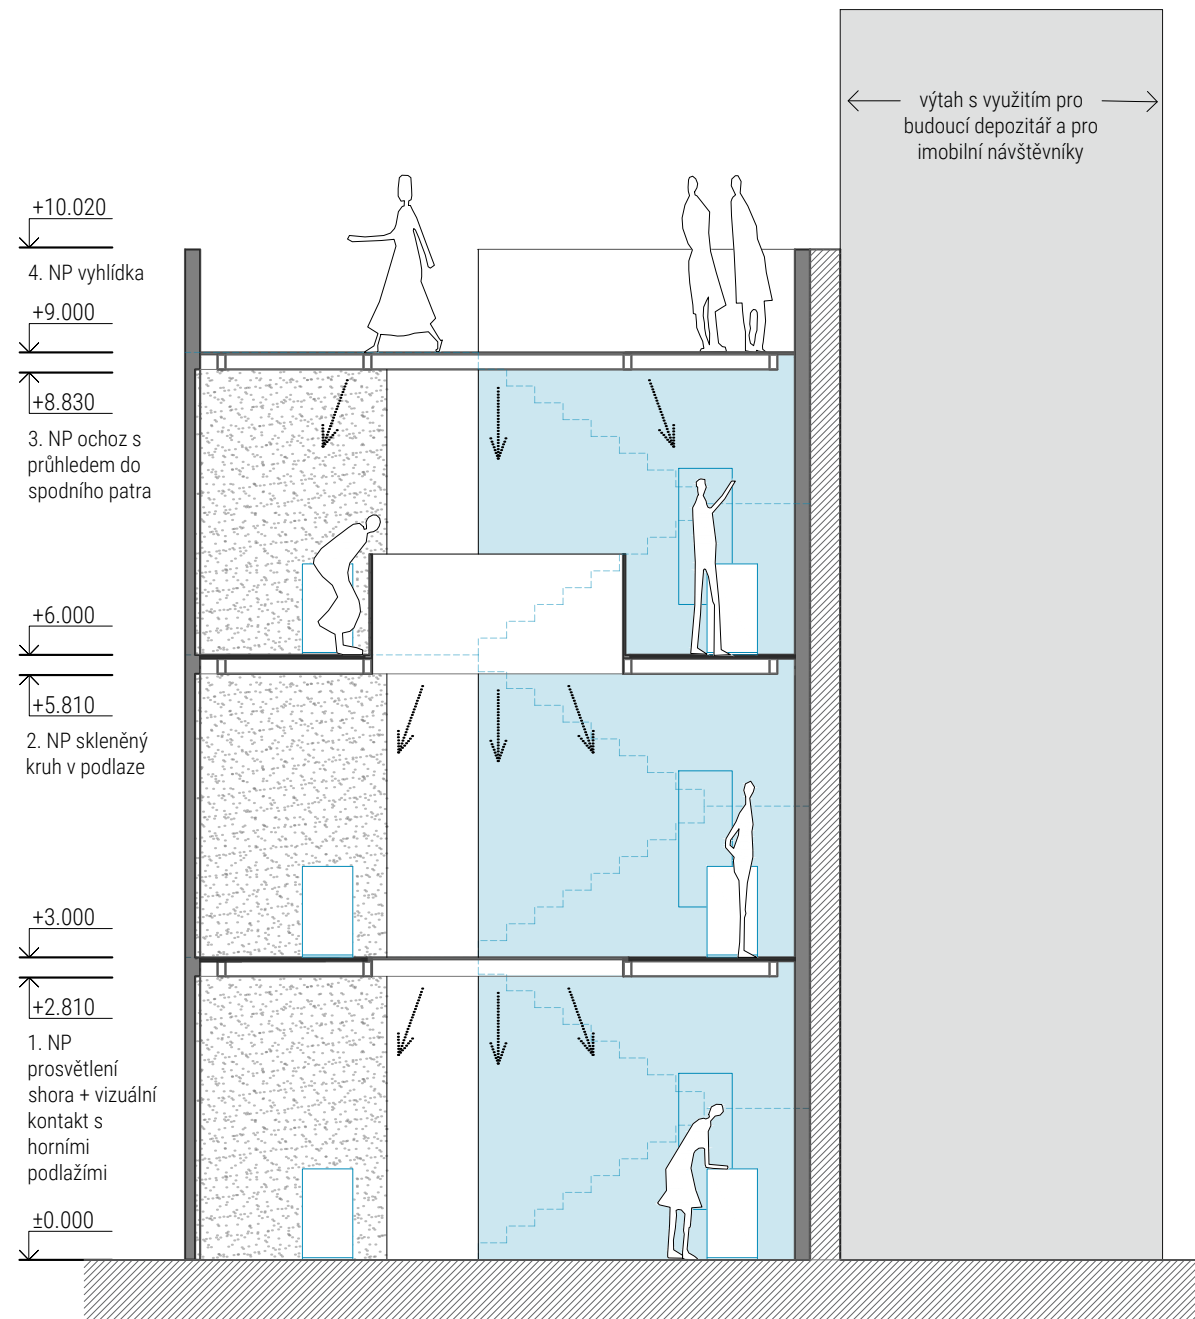 výtah s využitím pro
budoucí depozitář a pro
imobilní návštěvníky
+10.020
4. NP vyhlídka
+9.000
+8.830
3. NP ochoz s
průhledem do
spodního patra
+6.000
+5.810
2. NP skleněný
kruh v podlaze
+3.000
+2.810
1. NP
prosvětlení
shora + vizuální
kontakt s
horními
podlažími
±0.000